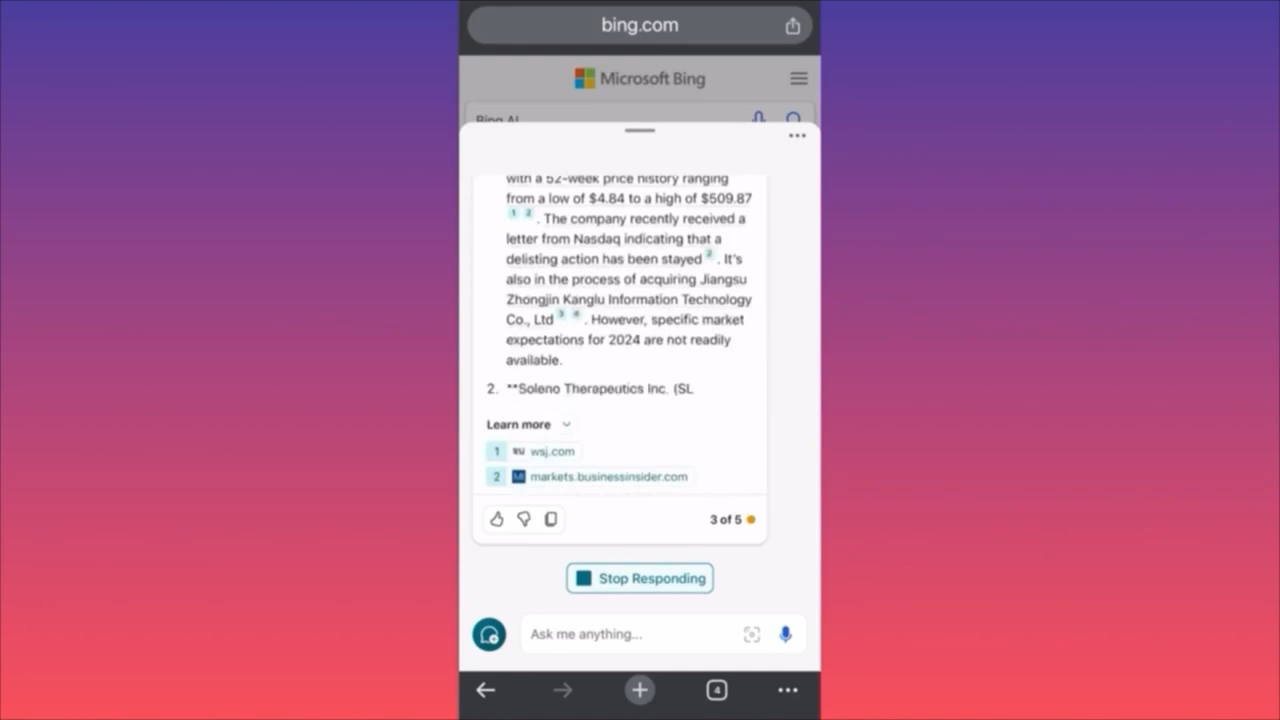 bing.com
Microsoft Bing
Bing AI
with a 52-week price history ranging
from a low of $4.84 to a high of $509.87
1 2 . The company recently received a
letter from Nasdaq indicating that a
delisting action has been stayed 2 . It's
also in the process of acquiring Jiangsu
Zhongjin Kanglu Information Technology
Co., Ltd 3 4 . However, specific market
expectations for 2024 are not readily
available.
2. **Soleno Therapeutics Inc. (SL
Learn more
1 WSJ wsj.com
2 markets.businessinsider.com
3 of 5
Stop Responding
Ask me anything...
4